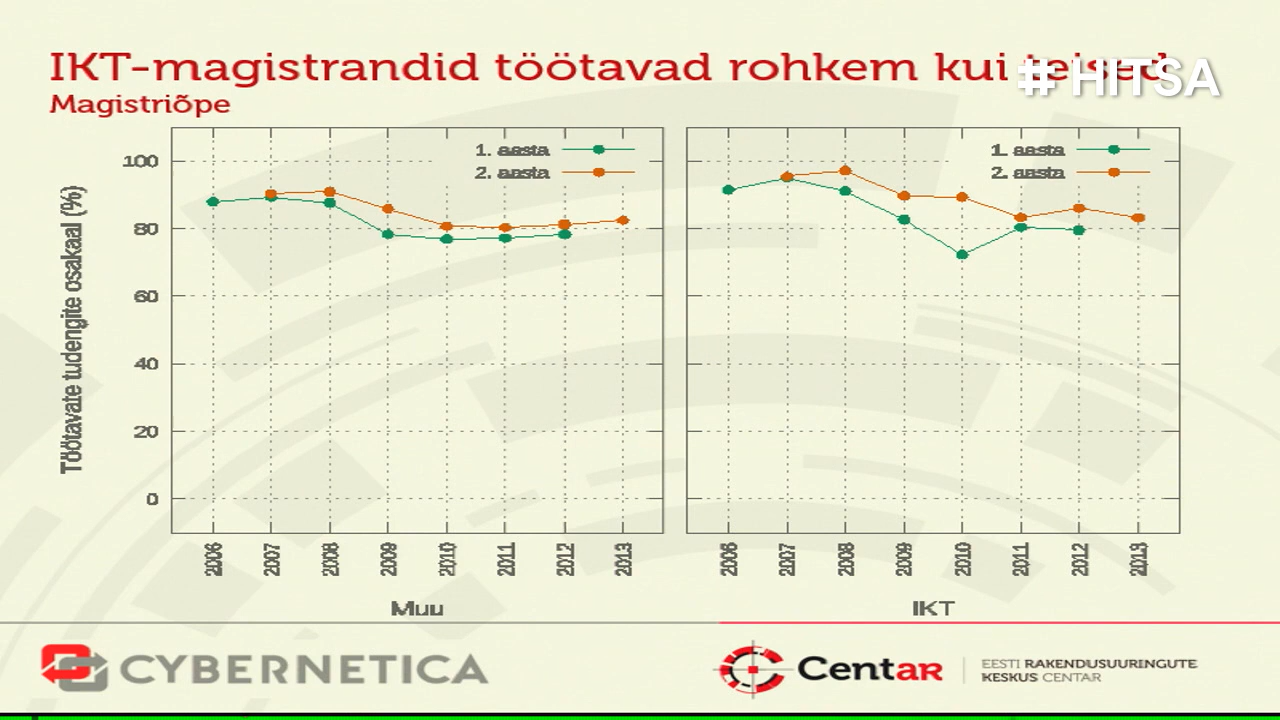 IKT-magistrandid töötavad rohkem kui teised
# HITSA
Magistriõpe
Töötavate tudengite osakaal (%)
100
80
60
40
20
0
1. aasta
2. aasta
2006 2007 2008 2009 2010 2011 2012 2013
Muu
1. aasta
2. aasta
2006 2007 2008 2009 2010 2011 2012 2013
IKT
CYBERNETICA
CentAR
EESTI RAKENDUSUURINGUTE
KESKUS CENTAR